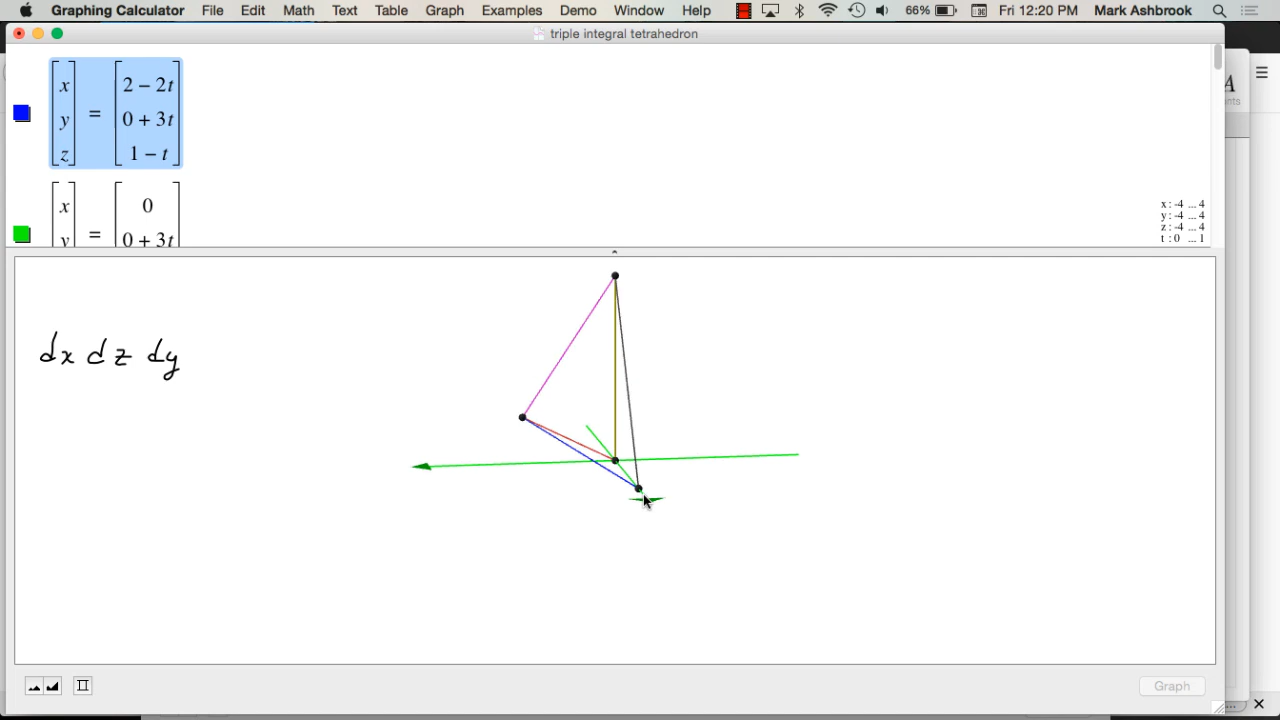 Graphing Calculator File Edit Math Text Table Graph Examples Demo Window Help 66% Fri 12:20 PM Mark Ashbrook
triple integral tetrahedron
x 2 − 2t
y = 0 + 3t
z 1 − t
x 0
y = 0 + 3t
x : -4 ... 4
y : -4 ... 4
z : -4 ... 4
t : 0 ... 1
dx dz dy
Graph